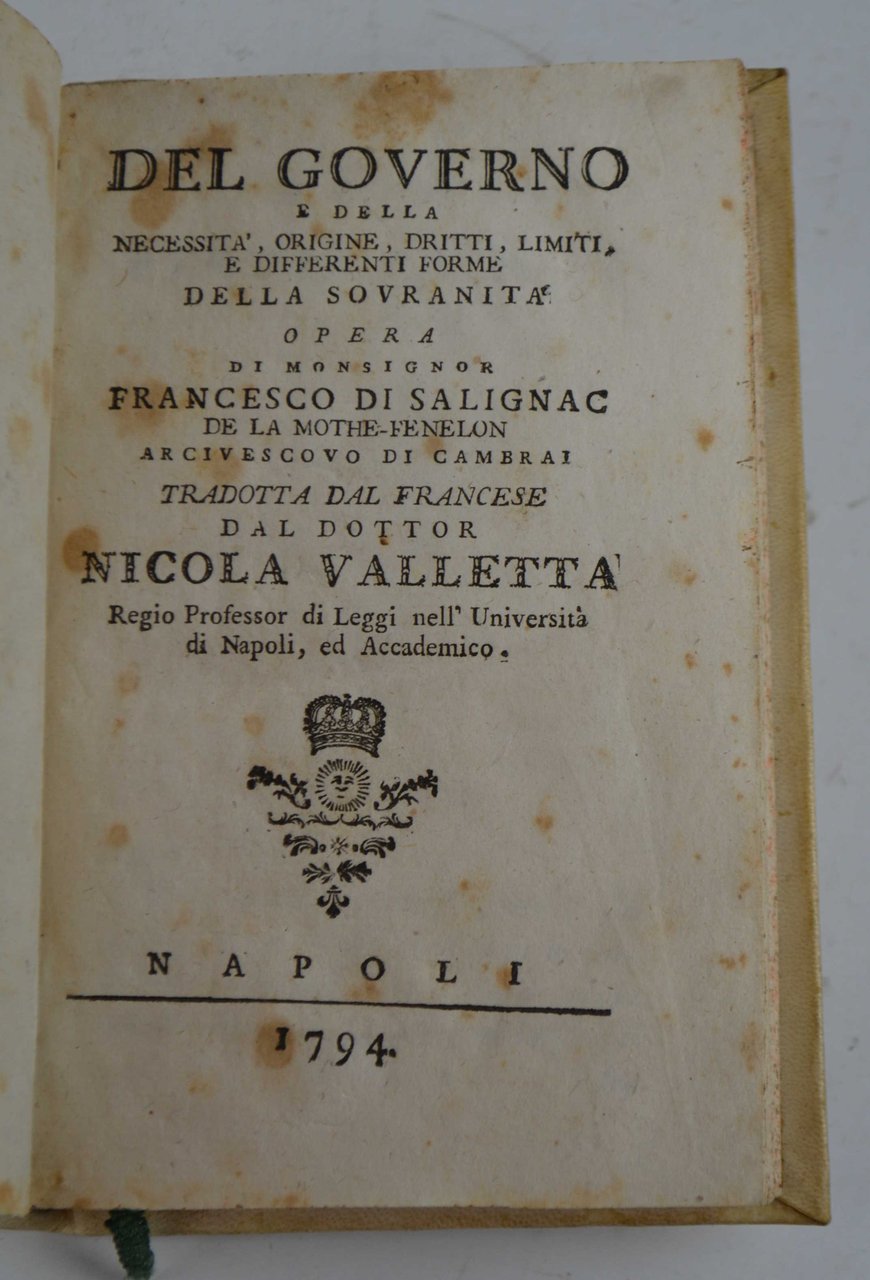 DEL GOVERNO
E DELLA
NECESSITA', ORIGINE, DRITTI, LIMITI,
E DIFFERENTI FORME
DELLA SOVRANITA'
OPERA
DI MONSIGNOR
FRANCESCO DI SALIGNAC
DE LA MOTHE-FENELON
ARCIVESCOVO DI CAMBRAI
TRADOTTA DAL FRANCESE
DAL DOTTOR
NICOLA VALLETTA
Regio Professor di Leggi nell' Università
di Napoli, ed Accademico.
NAPOLI
1794.